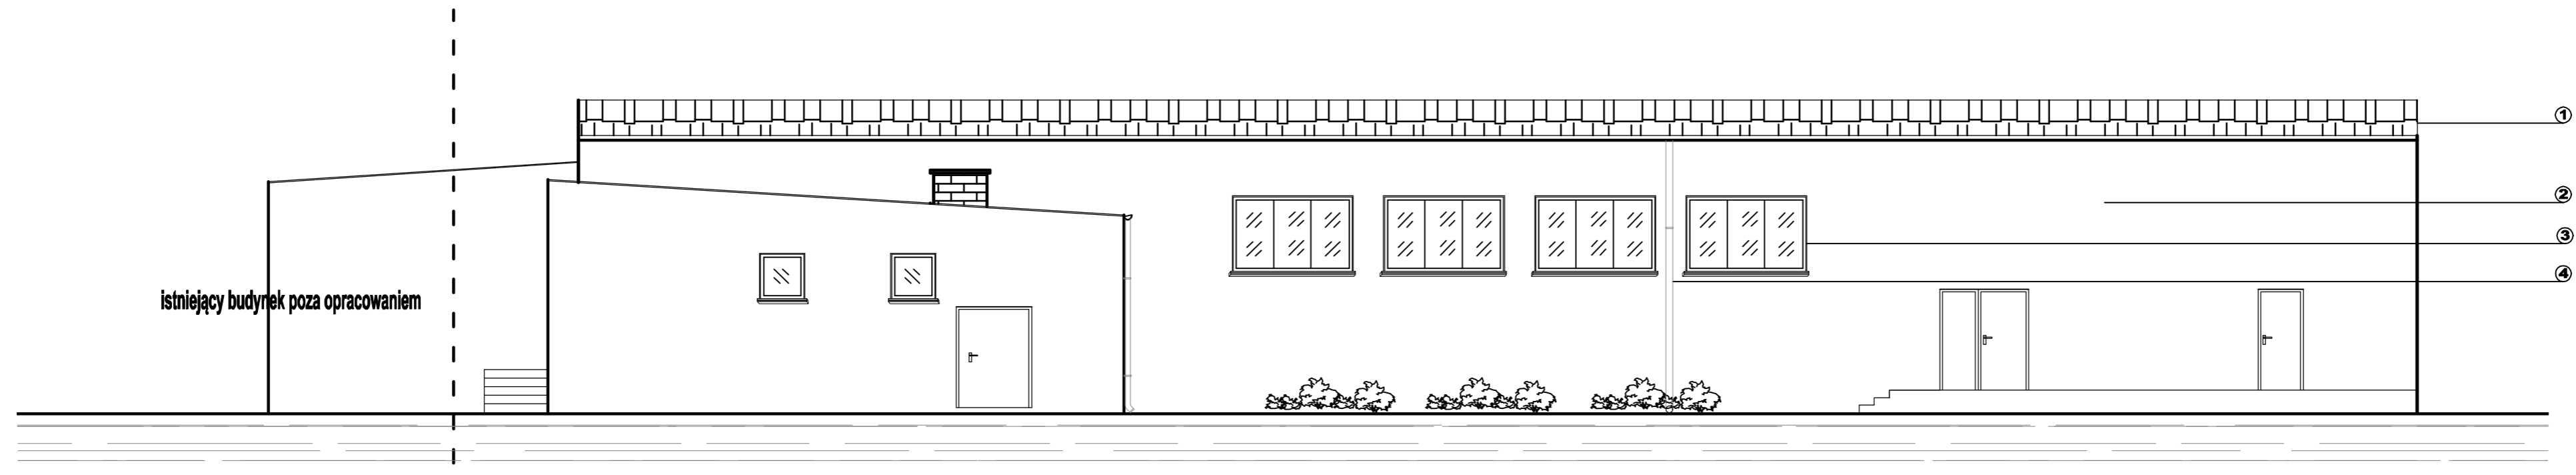 ①
②
③
istniejący budynek poza opracowaniem
④